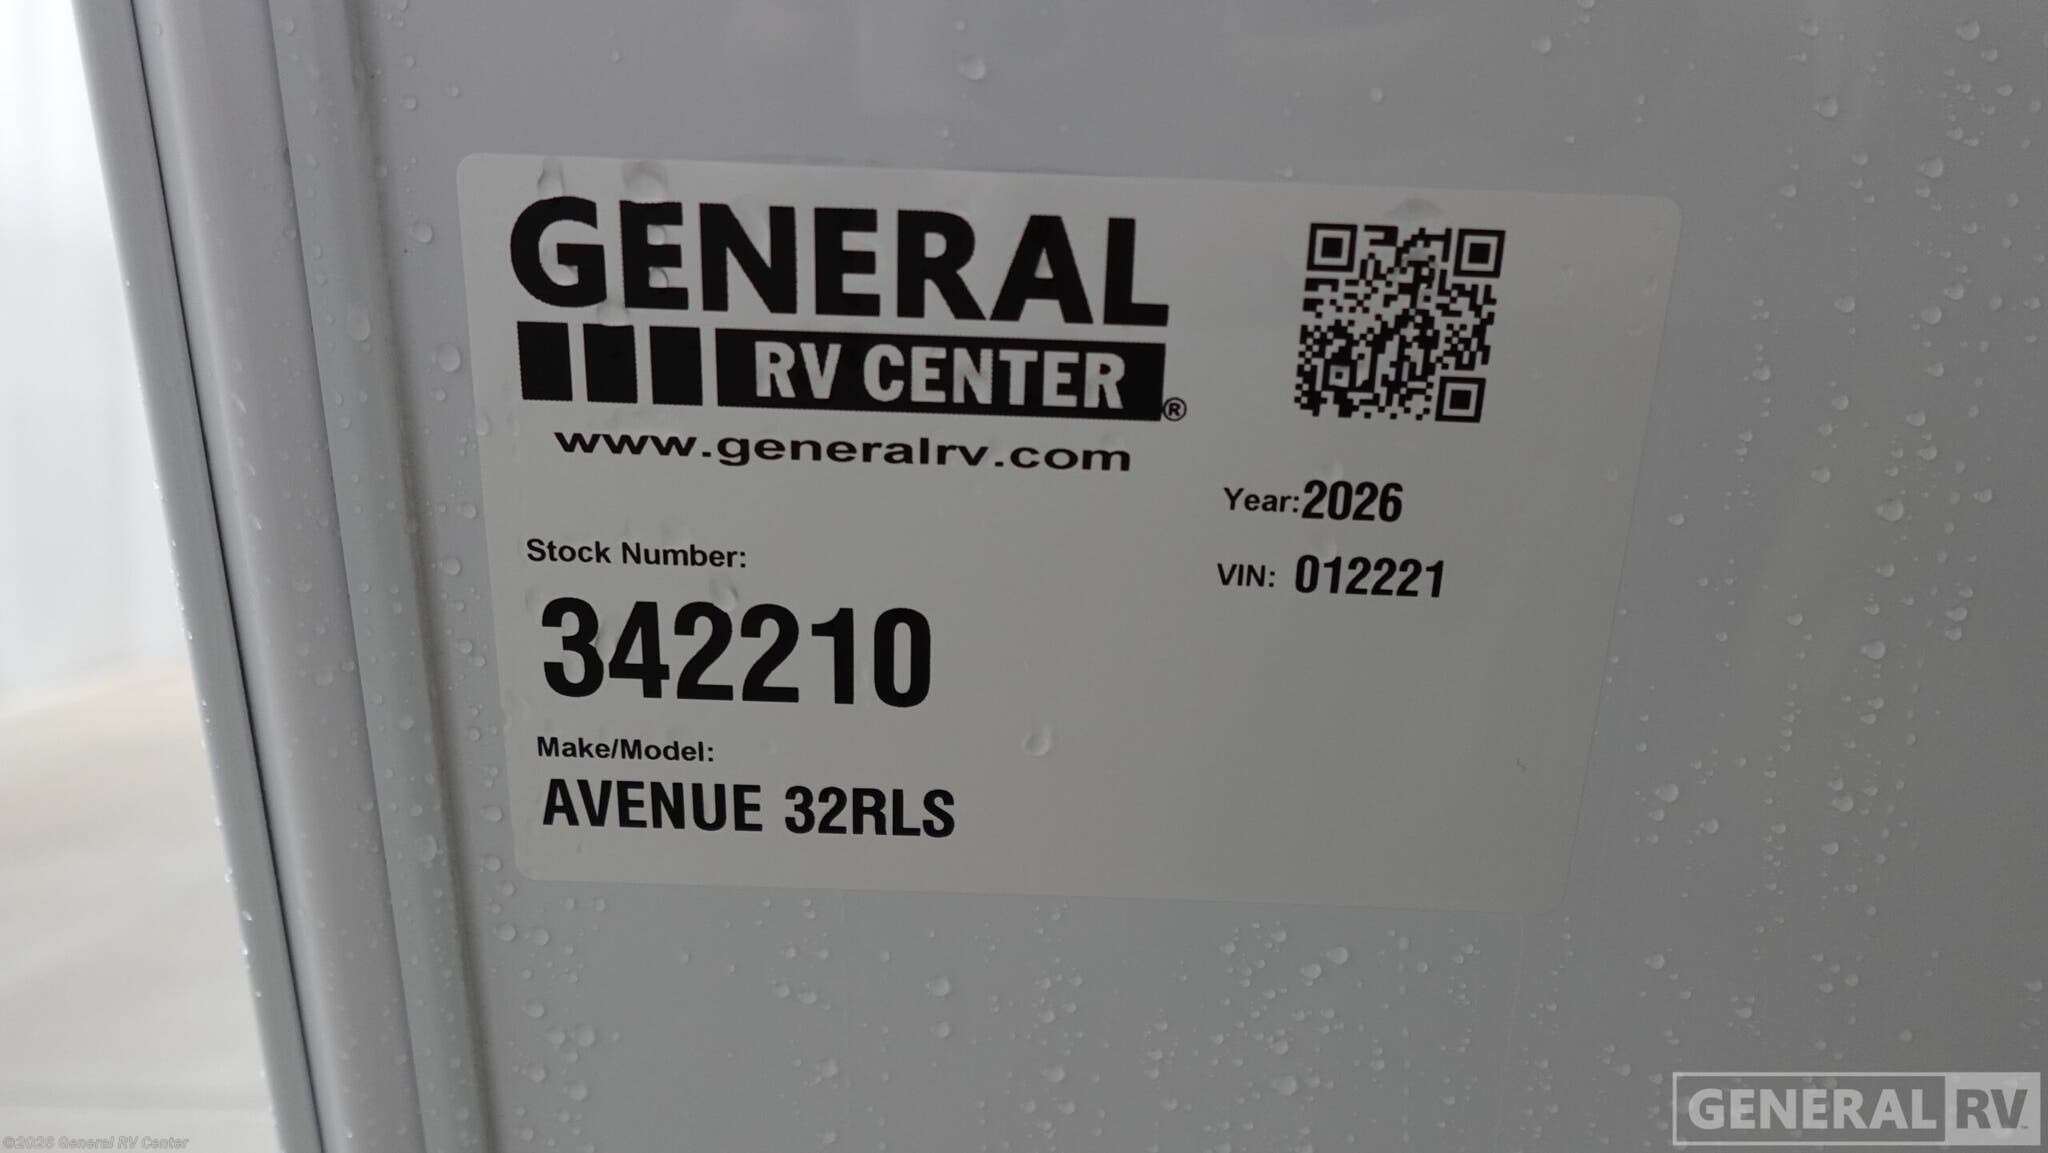 GENERAL
RV CENTER®
www.generalrv.com
Year: 2026
VIN: 012221
Stock Number:
342210
Make/Model:
AVENUE 32RLS
GENERAL RV™
©2026 General RV Center